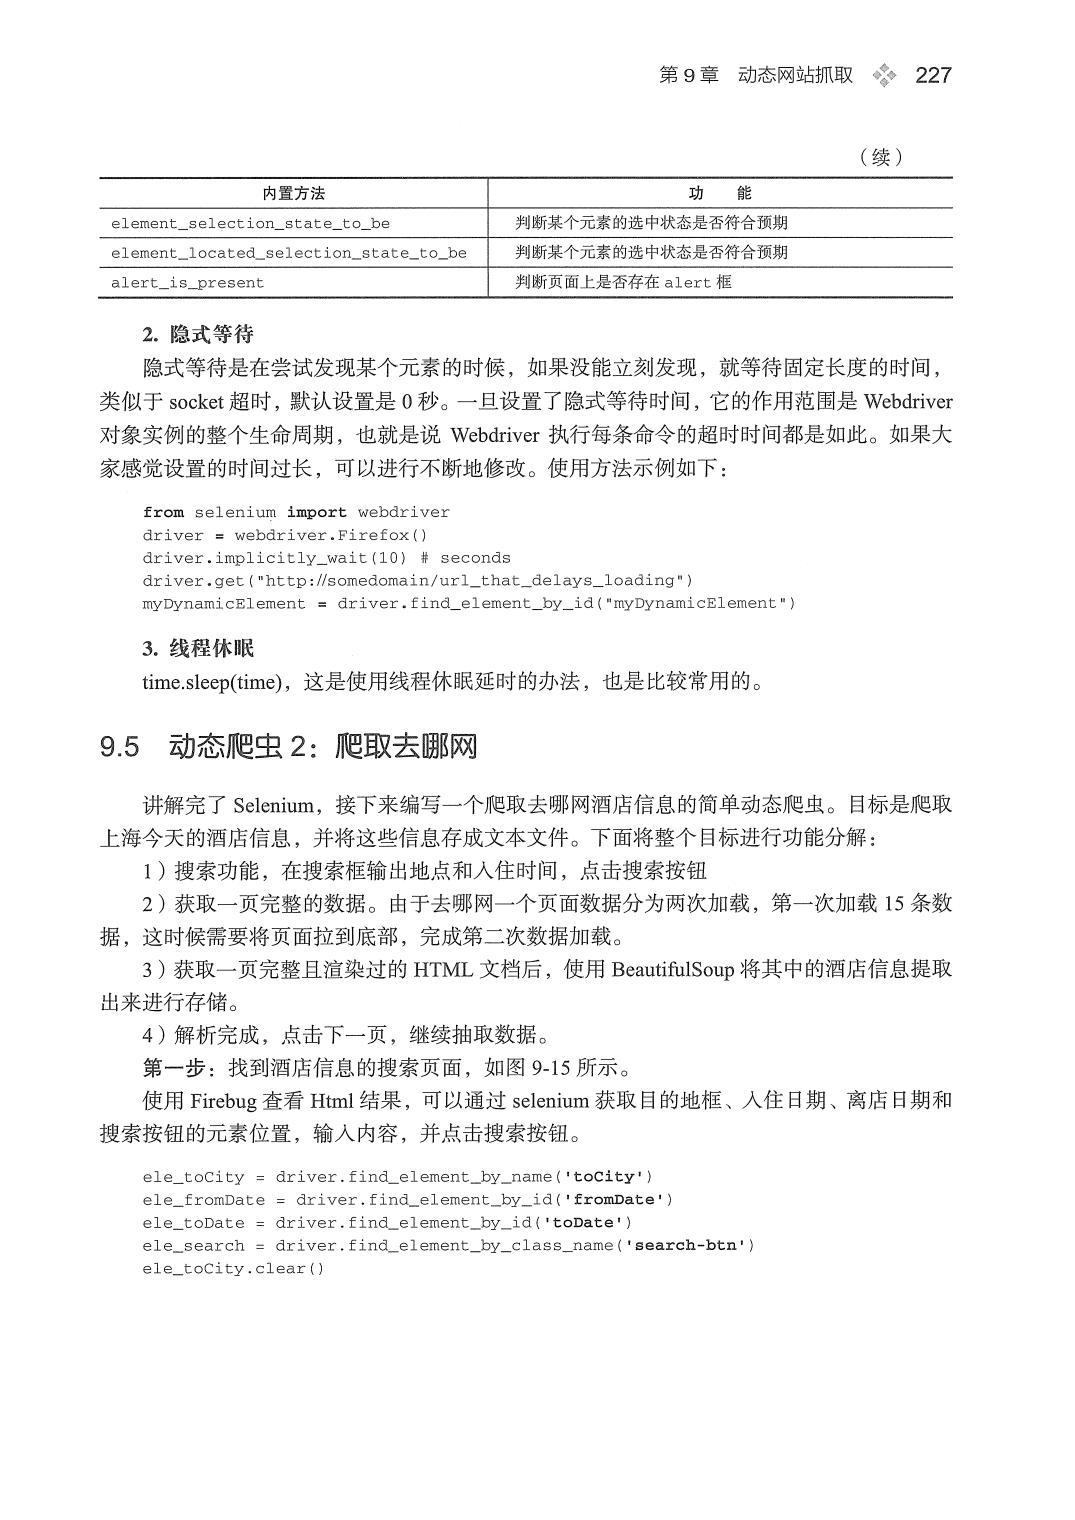 第 9 章 动态网站抓取 227
（续）
内置方法 功 能
element_selection_state_to_be 判断某个元素的选中状态是否符合预期
element_located_selection_state_to_be 判断某个元素的选中状态是否符合预期
alert_is_present 判断页面上是否存在 alert 框
2. 隐式等待
隐式等待是在尝试发现某个元素的时候，如果没能立刻发现，就等待固定长度的时间，
类似于 socket 超时，默认设置是 0 秒。一旦设置了隐式等待时间，它的作用范围是 Webdriver
对象实例的整个生命周期，也就是说 Webdriver 执行每条命令的超时时间都是如此。如果大
家感觉设置的时间过长，可以进行不断地修改。使用方法示例如下：
from selenium import webdriver
driver = webdriver.Firefox()
driver.implicitly_wait(10) # seconds
driver.get("http://somedomain/url_that_delays_loading")
myDynamicElement = driver.find_element_by_id("myDynamicElement")
3. 线程休眠
time.sleep(time)，这是使用线程休眠延时的办法，也是比较常用的。
9.5 动态爬虫 2：爬取去哪网
讲解完了 Selenium，接下来编写一个爬取去哪网酒店信息的简单动态爬虫。目标是爬取
上海今天的酒店信息，并将这些信息存成文本文件。下面将整个目标进行功能分解：
1）搜索功能，在搜索框输出地点和入住时间，点击搜索按钮
2）获取一页完整的数据。由于去哪网一个页面数据分为两次加载，第一次加载 15 条数
据，这时候需要将页面拉到底部，完成第二次数据加载。
3）获取一页完整且渲染过的 HTML 文档后，使用 BeautifulSoup 将其中的酒店信息提取
出来进行存储。
4）解析完成，点击下一页，继续抽取数据。
第一步：找到酒店信息的搜索页面，如图 9-15 所示。
使用 Firebug 查看 Html 结果，可以通过 selenium 获取目的地框、入住日期、离店日期和
搜索按钮的元素位置，输入内容，并点击搜索按钮。
ele_toCity = driver.find_element_by_name('toCity')
ele_fromDate = driver.find_element_by_id('fromDate')
ele_toDate = driver.find_element_by_id('toDate')
ele_search = driver.find_element_by_class_name('search-btn')
ele_toCity.clear()